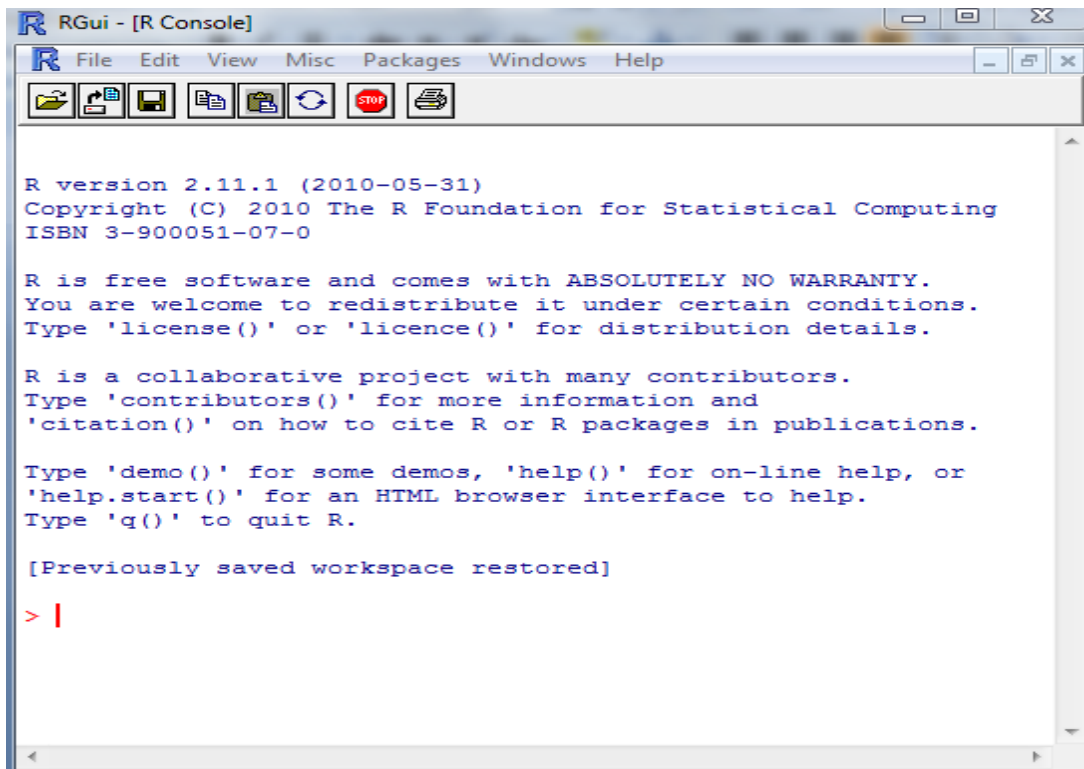 RGui - [R Console]
File Edit View Misc Packages Windows Help
STOP
R version 2.11.1 (2010-05-31)
Copyright (C) 2010 The R Foundation for Statistical Computing
ISBN 3-900051-07-0
R is free software and comes with ABSOLUTELY NO WARRANTY.
You are welcome to redistribute it under certain conditions.
Type 'license()' or 'licence()' for distribution details.
R is a collaborative project with many contributors.
Type 'contributors()' for more information and
'citation()' on how to cite R or R packages in publications.
Type 'demo()' for some demos, 'help()' for on-line help, or
'help.start()' for an HTML browser interface to help.
Type 'q()' to quit R.
[Previously saved workspace restored]
>